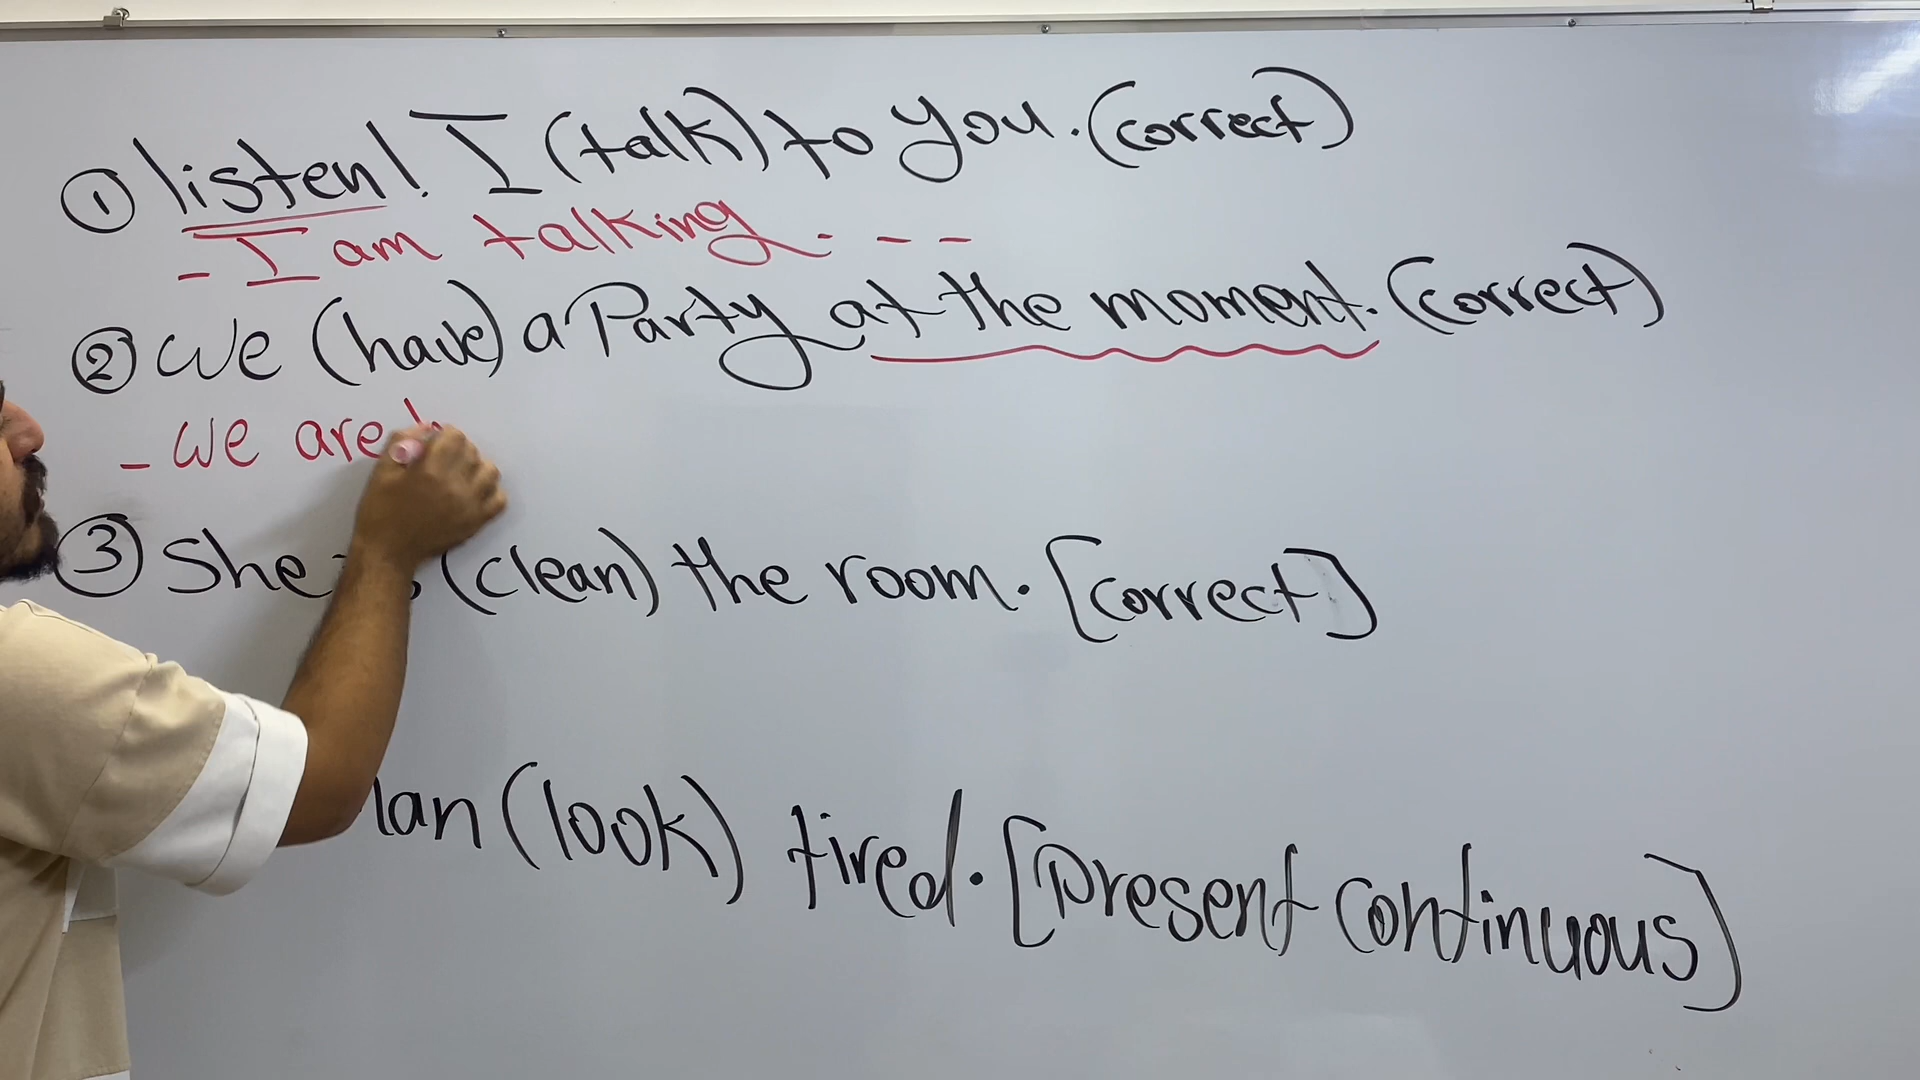 ① listen! I (talk) to you. (correct)
- I am talking. - - -
② We (have) a Party at the moment. (correct)
- We are
③ She (clean) the room. [correct]
(look) tired. [Present Continuous]